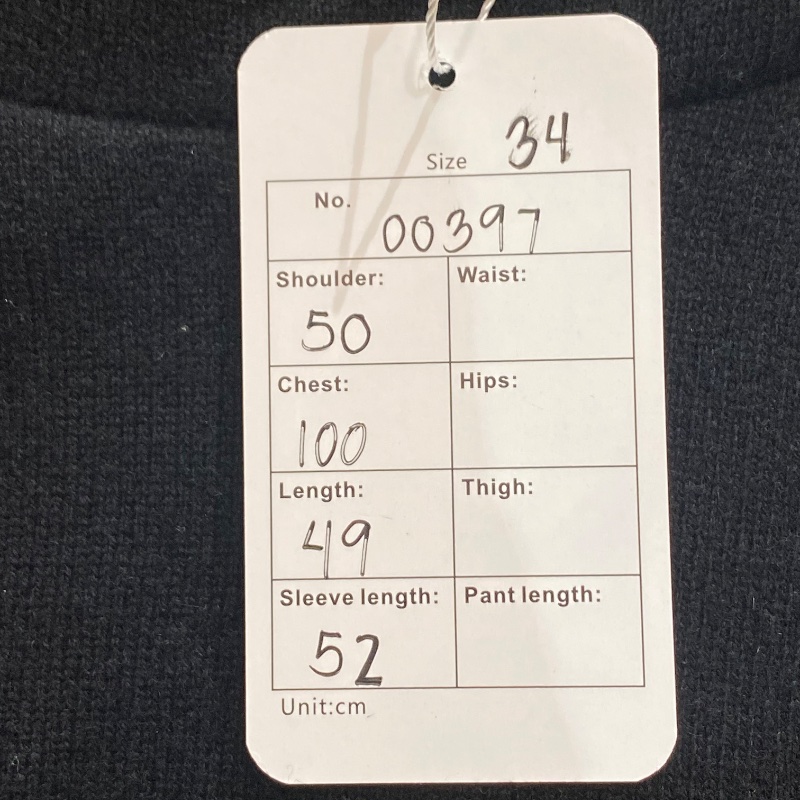 Size 34
No. 00397
Shoulder: Waist:
50
Chest: Hips:
100
Length: Thigh:
49
Sleeve length: Pant length:
52
Unit:cm